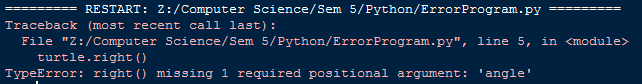 ========= RESTART: Z:/Computer Science/Sem 5/Python/ErrorProgram.py =========
Traceback (most recent call last):
  File "Z:/Computer Science/Sem 5/Python/ErrorProgram.py", line 5, in <module>
    turtle.right()
TypeError: right() missing 1 required positional argument: 'angle'